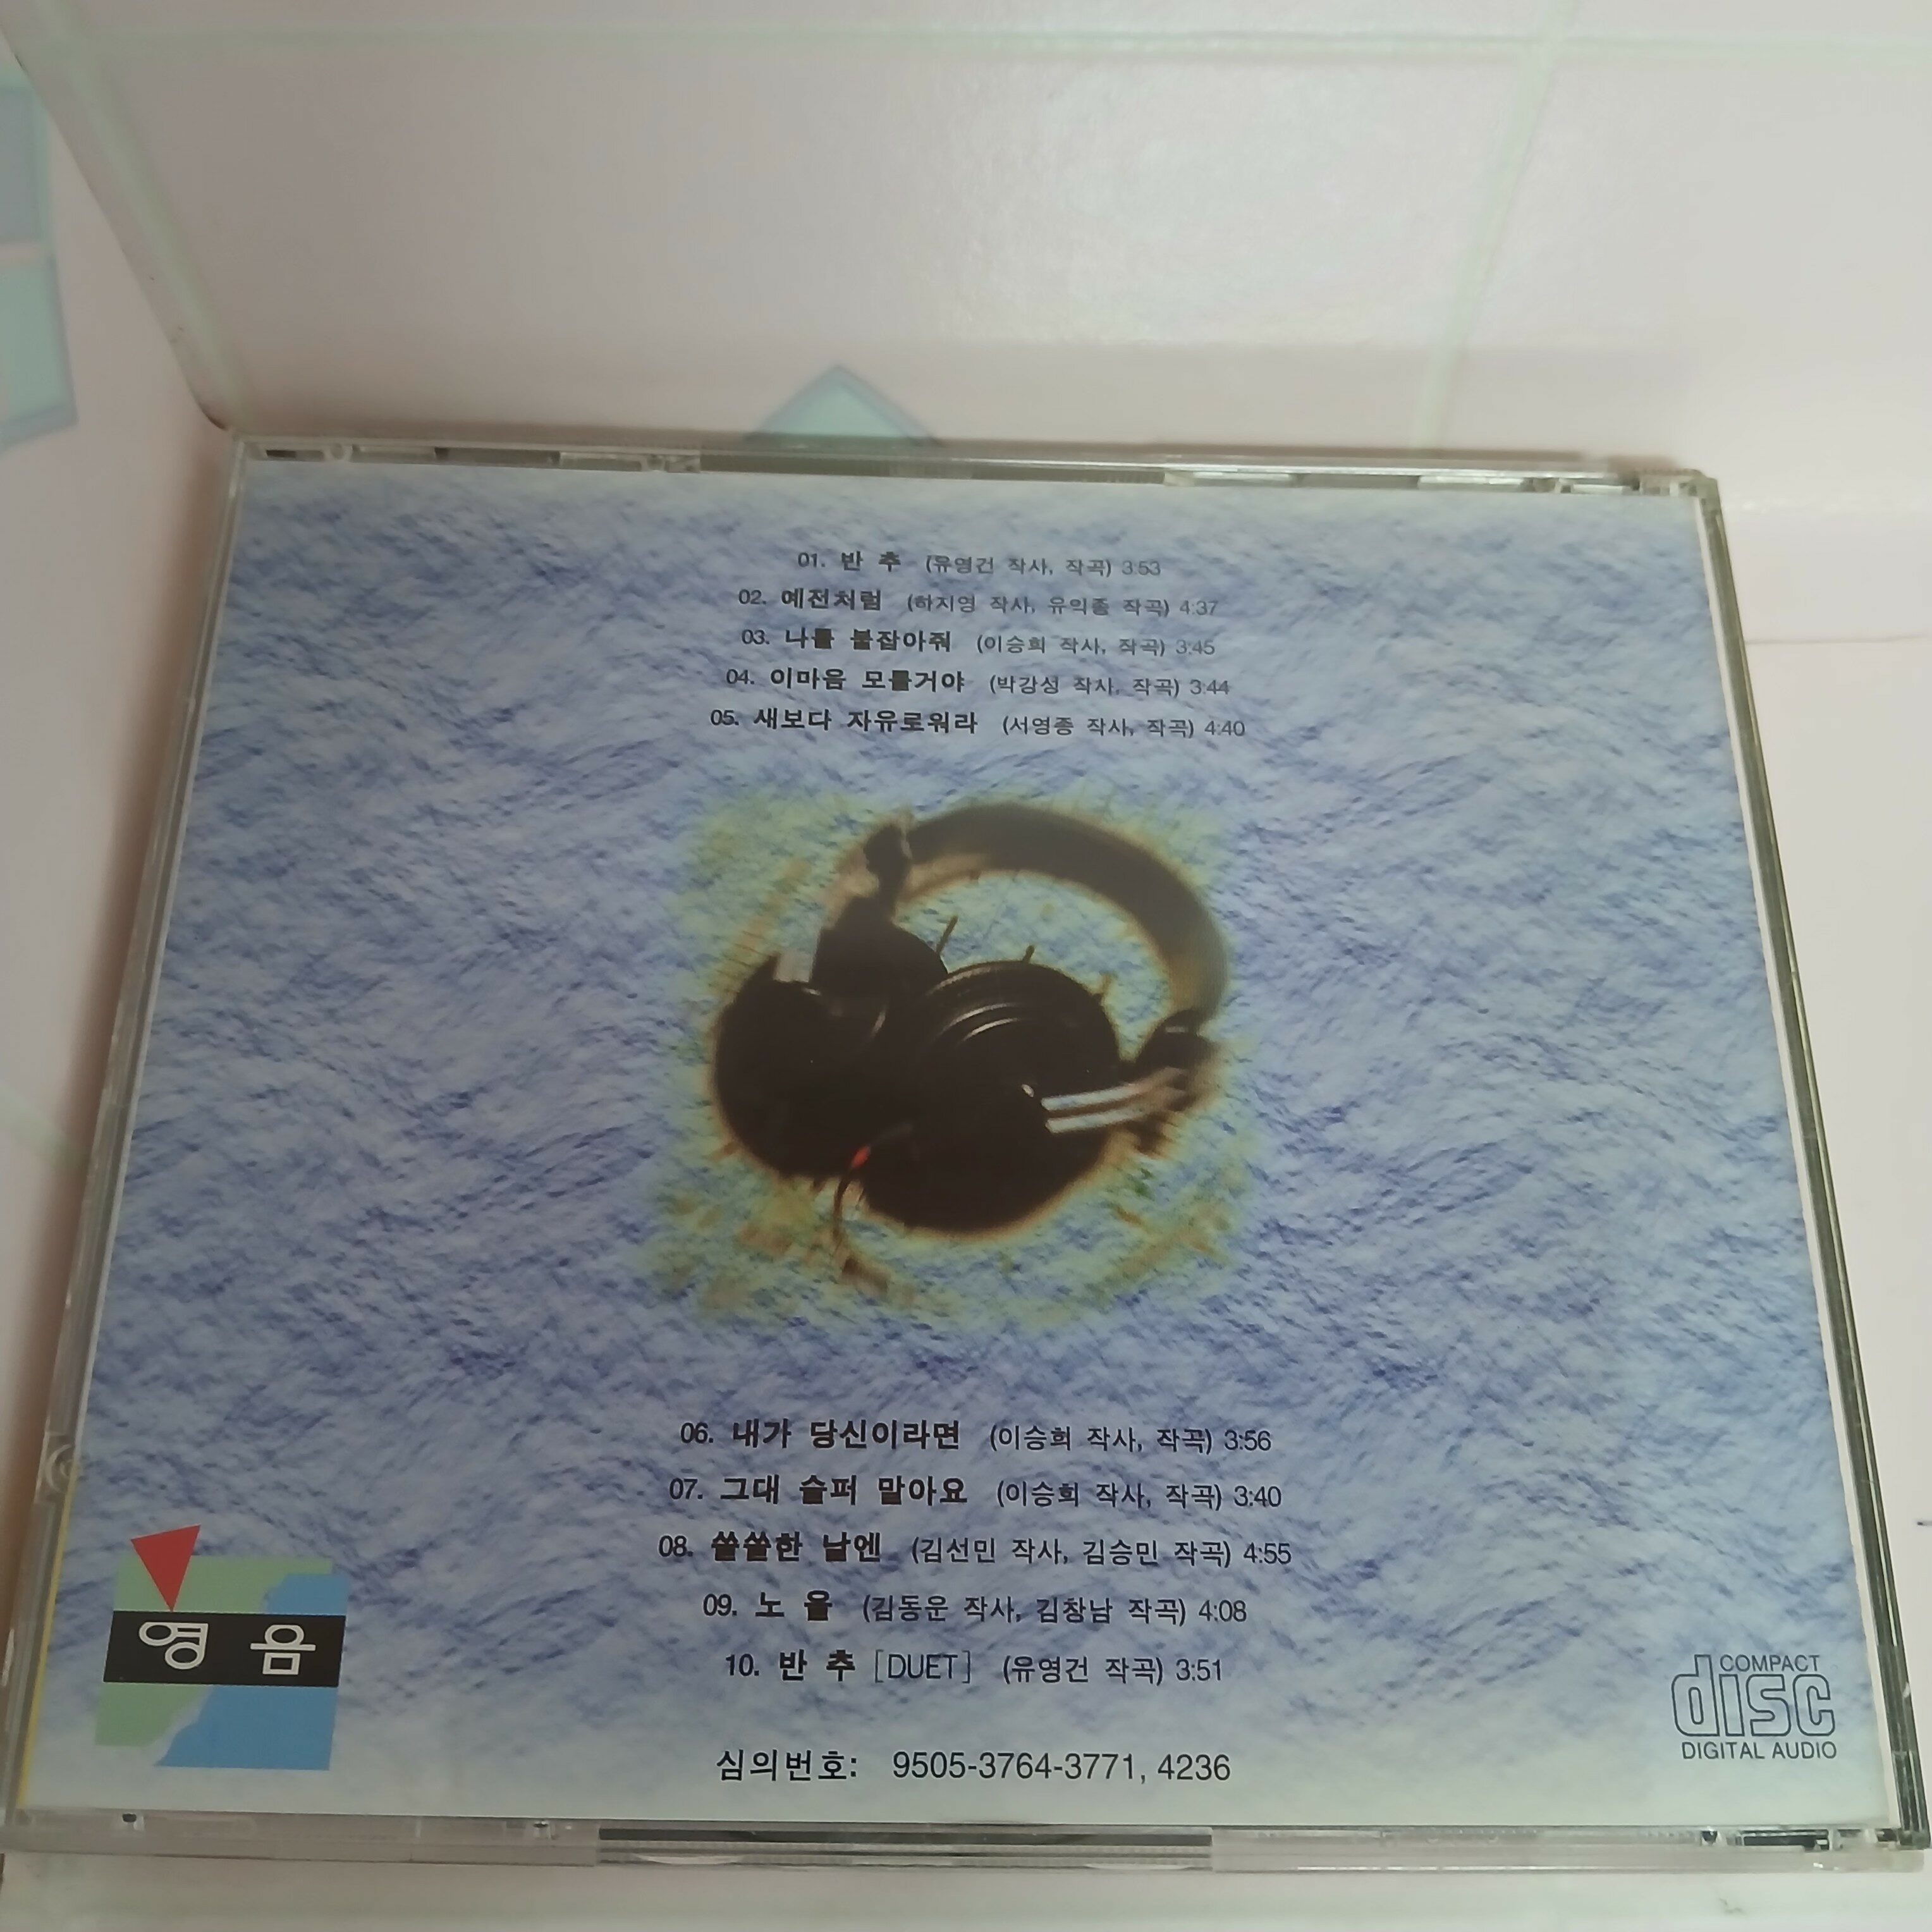 01. 반 추 (유영건 작사, 작곡) 3:53
02. 예전처럼 (하지영 작사, 유익종 작곡) 4:37
03. 나를 붙잡아줘 (이승희 작사, 작곡) 3:45
04. 이마음 모를거야 (박강성 작사, 작곡) 3:44
05. 새보다 자유로워라 (서영종 작사, 작곡) 4:40
06. 내가 당신이라면 (이승희 작사, 작곡) 3:56
07. 그대 슬퍼 말아요 (이승희 작사, 작곡) 3:40
08. 쓸쓸한 날엔 (김선민 작사, 김승민 작곡) 4:55
09. 노 을 (김동운 작사, 김창남 작곡) 4:08
10. 반 추 [DUET] (유영건 작곡) 3:51
심의번호: 9505-3764-3771, 4236
영 음
COMPACT
disc
DIGITAL AUDIO